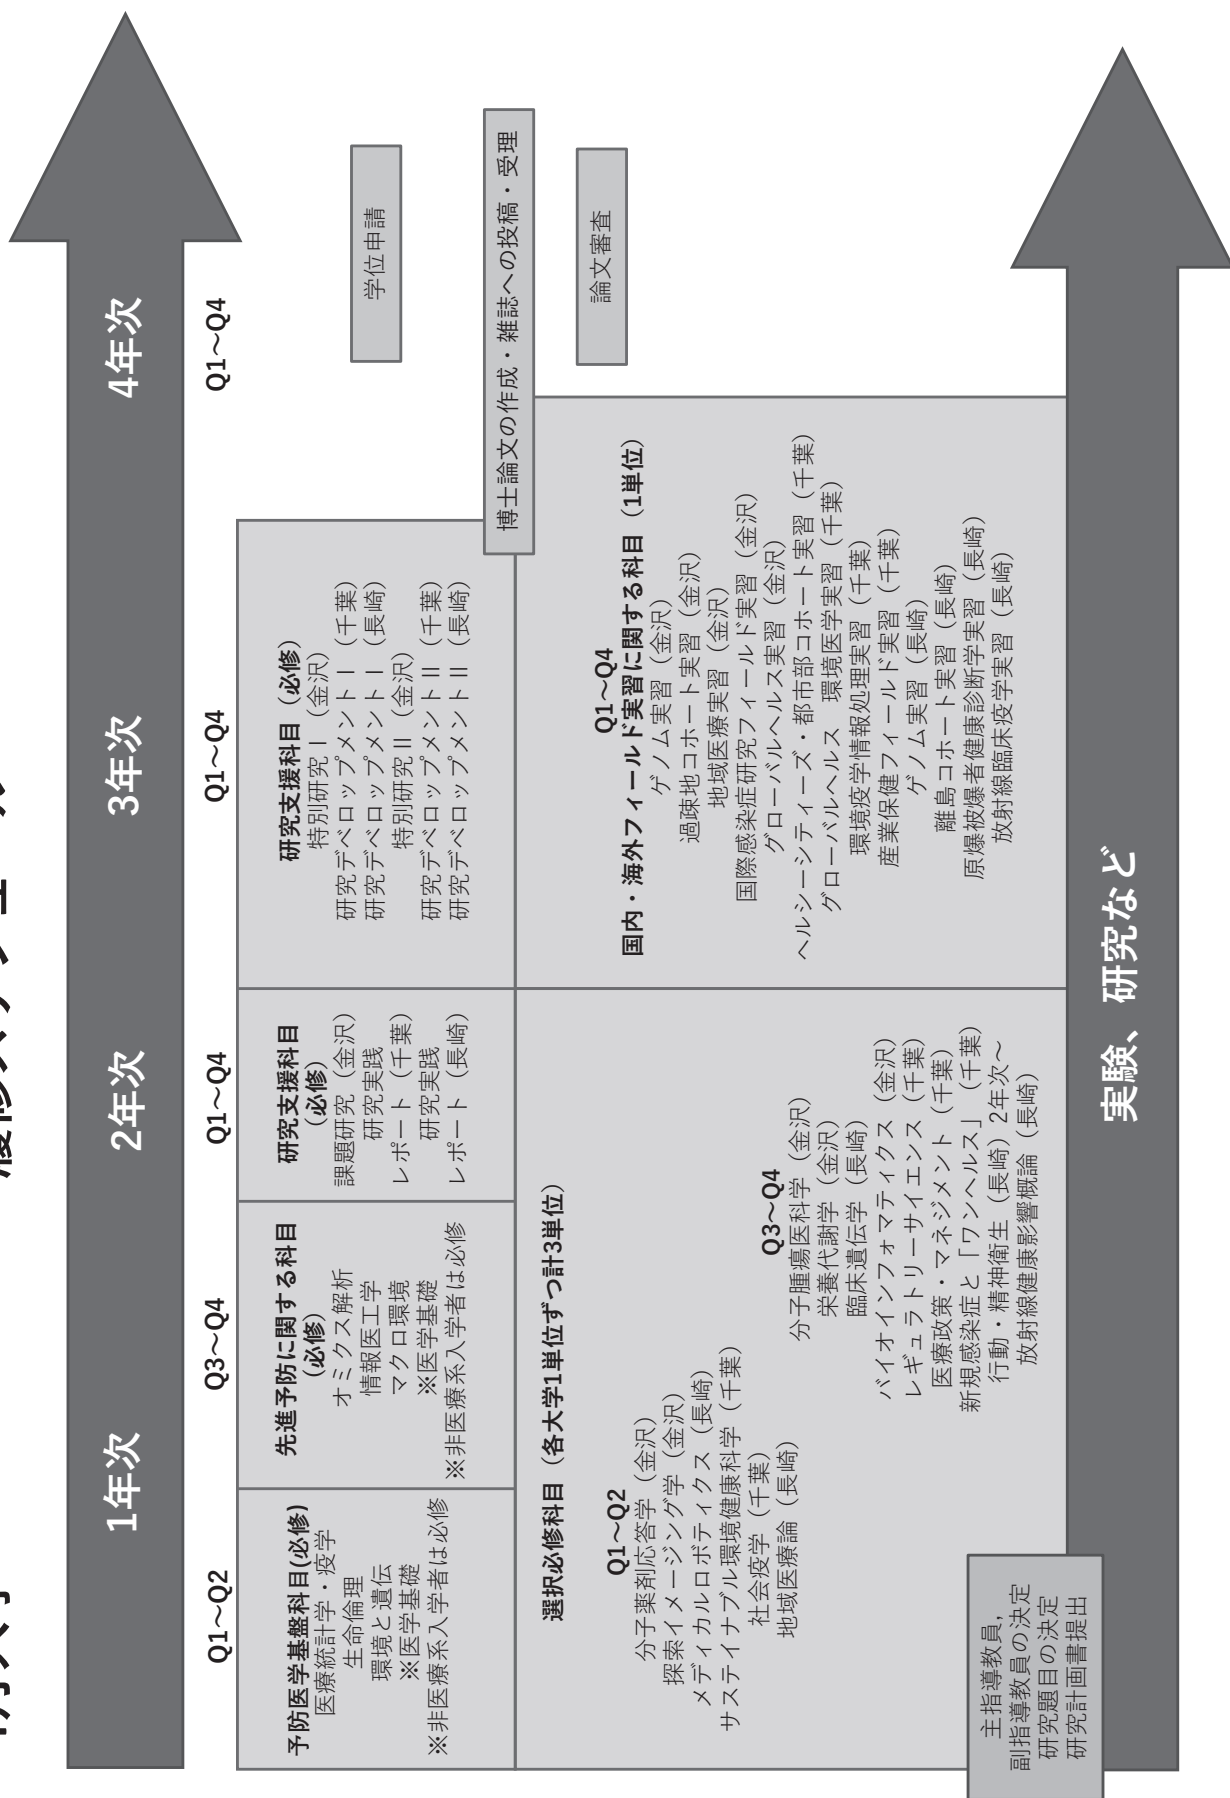 1年次
2年次
3年次
4年次
Q1～Q2
Q3～Q4
Q1～Q4
Q1～Q4
Q1～Q4
予防医学基盤科目(必修)
医療統計学・疫学
生命倫理
環境と遺伝
※医学基礎
※非医療系入学者は必修
先進予防に関する科目
(必修)
オミクス解析
情報医工学
マクロ環境
※医学基礎
※非医療系入学者は必修
研究支援科目
(必修)
課題研究（金沢）
研究実践
レポート（千葉）
研究実践
レポート（長崎）
研究支援科目（必修）
特別研究Ⅰ（金沢）
研究デベロップメントⅠ（千葉）
研究デベロップメントⅠ（長崎）
特別研究Ⅱ（金沢）
研究デベロップメントⅡ（千葉）
研究デベロップメントⅡ（長崎）
学位申請
博士論文の作成・雑誌への投稿・受理
論文審査
選択必修科目（各大学1単位ずつ計3単位）
Q1～Q2
分子薬剤応答学（金沢）
探索イメージング学（金沢）
メディカルロボティクス（長崎）
サステイナブル環境健康科学（千葉）
社会疫学（千葉）
地域医療論（長崎）
Q3～Q4
分子腫瘍医科学（金沢）
栄養代謝学（金沢）
臨床遺伝学（長崎）
バイオインフォマティクス（金沢）
レギュラトリーサイエンス（千葉）
医療政策・マネジメント（千葉）
新規感染症と「ワンヘルス」（千葉）
行動・精神衛生（長崎）2年次～
放射線健康影響概論（長崎）
Q1～Q4
国内・海外フィールド実習に関する科目（1単位）
ゲノム実習（金沢）
過疎地コホート実習（金沢）
地域医療実習（金沢）
国際感染症研究フィールド実習（金沢）
グローバルヘルス実習（金沢）
ヘルシーシティーズ・都市部コホート実習（千葉）
グローバルヘルス　環境医学実習（千葉）
環境疫学情報処理実習（千葉）
産業保健フィールド実習（千葉）
ゲノム実習（長崎）
離島コホート実習（長崎）
原爆被爆者健康診断学実習（長崎）
放射線臨床疫学実習（長崎）
主指導教員，
副指導教員の決定
研究題目の決定
研究計画書提出
実験、研究など